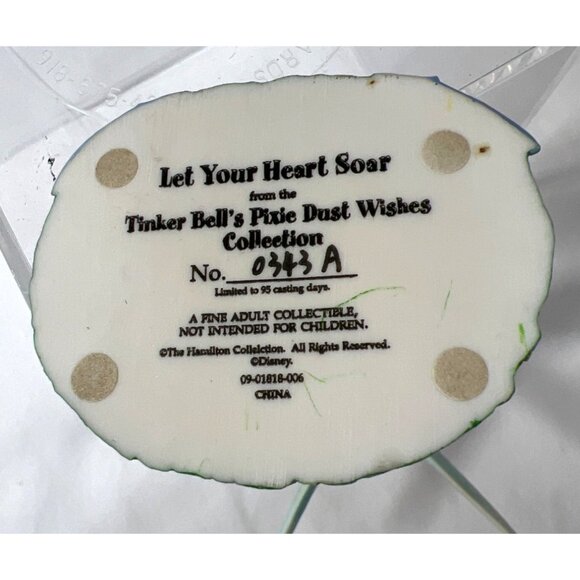 Let Your Heart Soar
from the
Tinker Bell's Pixie Dust Wishes
Collection
No. 0343 A
Limited to 95 casting days.
A FINE ADULT COLLECTIBLE,
NOT INTENDED FOR CHILDREN.
©The Hamilton Collelction. All Rights Reserved.
©Disney.
09-01818-006
CHINA